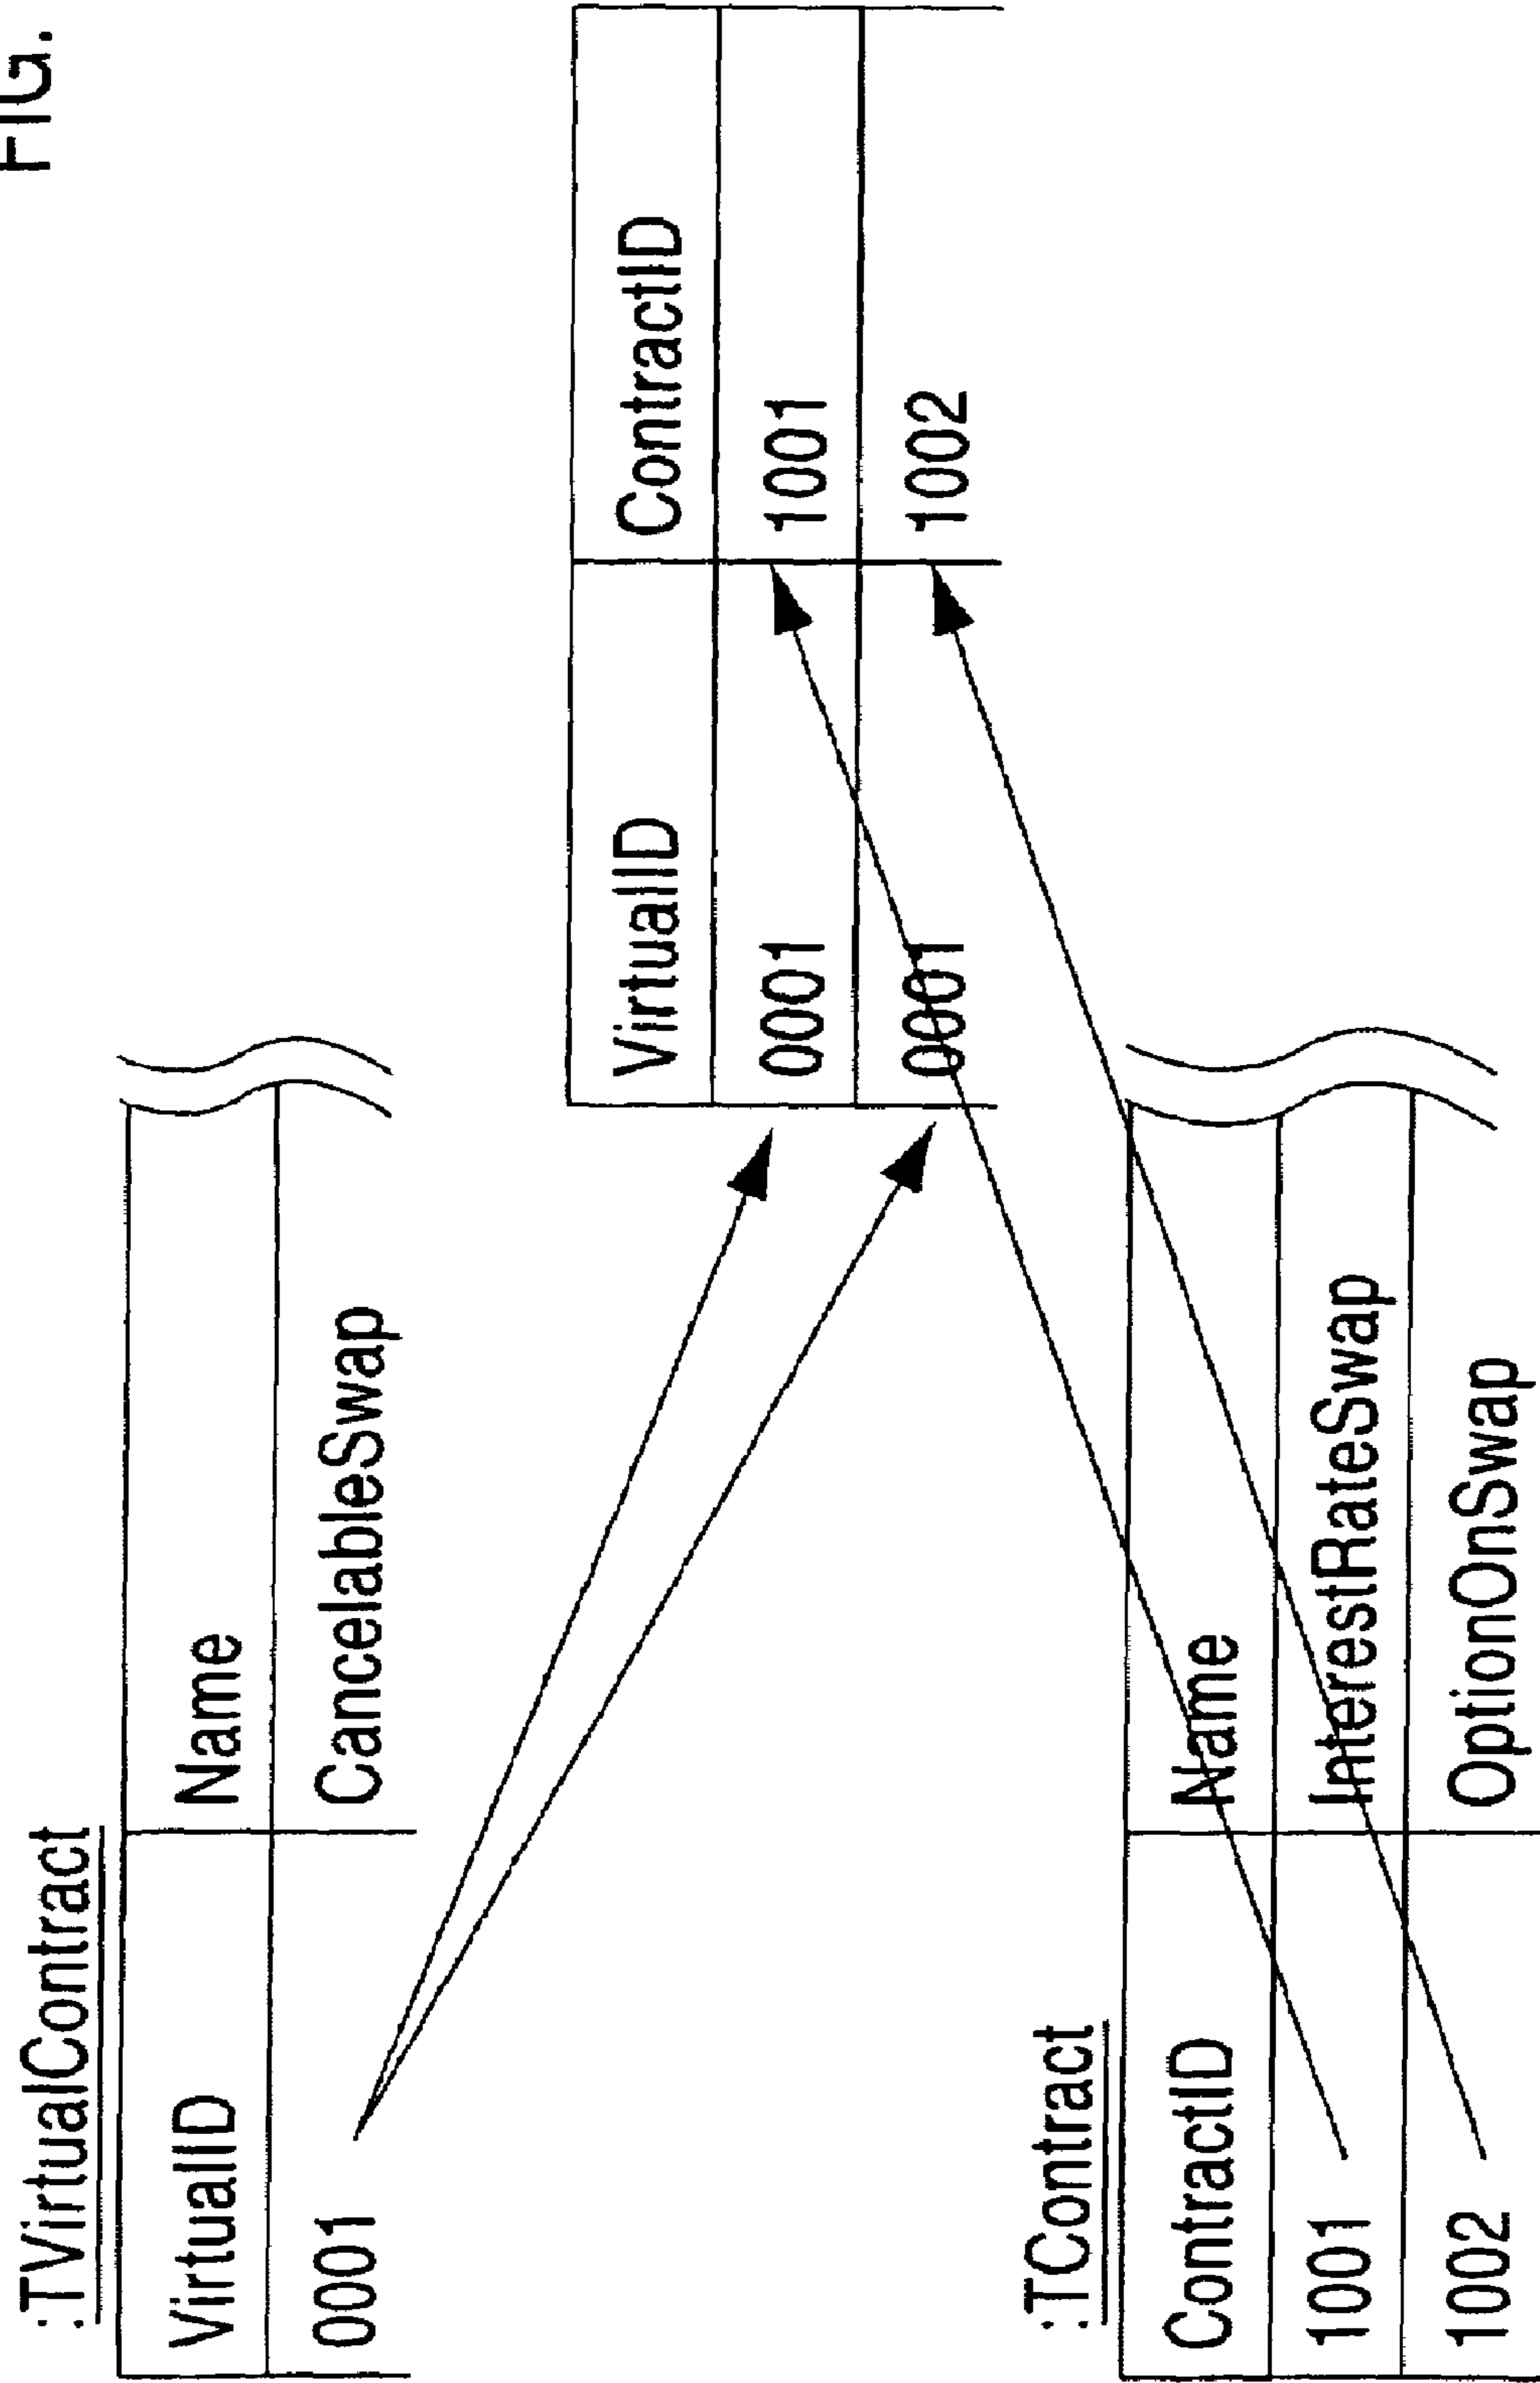 FIG.
:TVirtualContract
VirtualID Name
0001 CancelableSwap
VirtualID ContractID
0001 1001
0001 1002
:TContract
ContractID Name
1001 InterestRateSwap
1002 OptionOnSwap